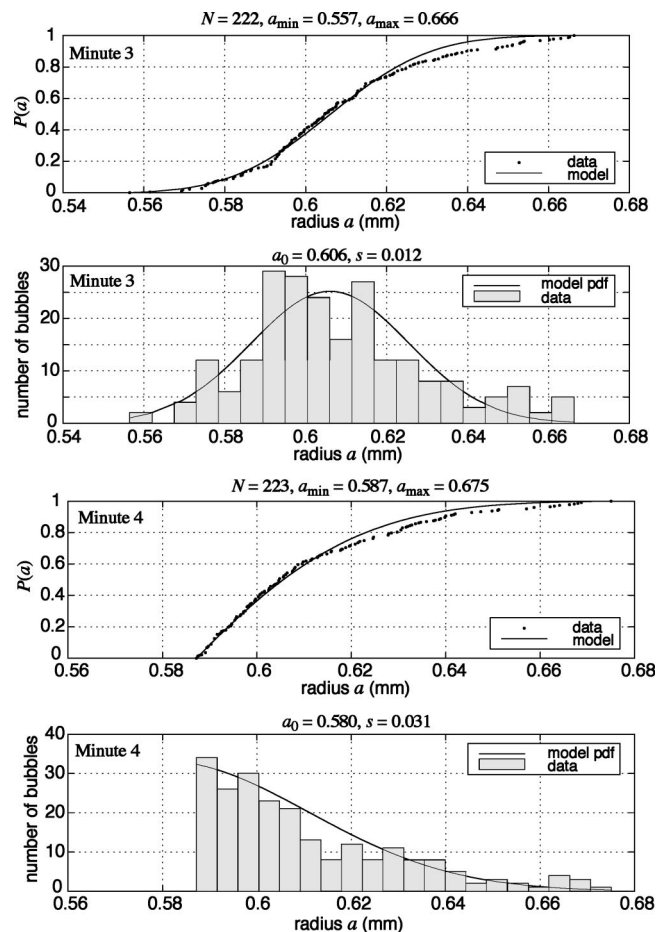 N = 222, a_min = 0.557, a_max = 0.666
Minute 3
1
0.8
0.6
0.4
0.2
0
P(a)
data
model
0.54 0.56 0.58 0.6 0.62 0.64 0.66 0.68
radius a (mm)
a_0 = 0.606, s = 0.012
Minute 3
30
20
10
0
number of bubbles
model pdf
data
0.54 0.56 0.58 0.6 0.62 0.64 0.66 0.68
radius a (mm)
N = 223, a_min = 0.587, a_max = 0.675
Minute 4
1
0.8
0.6
0.4
0.2
0
P(a)
data
model
0.56 0.58 0.6 0.62 0.64 0.66 0.68
radius a (mm)
a_0 = 0.580, s = 0.031
Minute 4
40
30
20
10
0
number of bubbles
model pdf
data
0.56 0.58 0.6 0.62 0.64 0.66 0.68
radius a (mm)